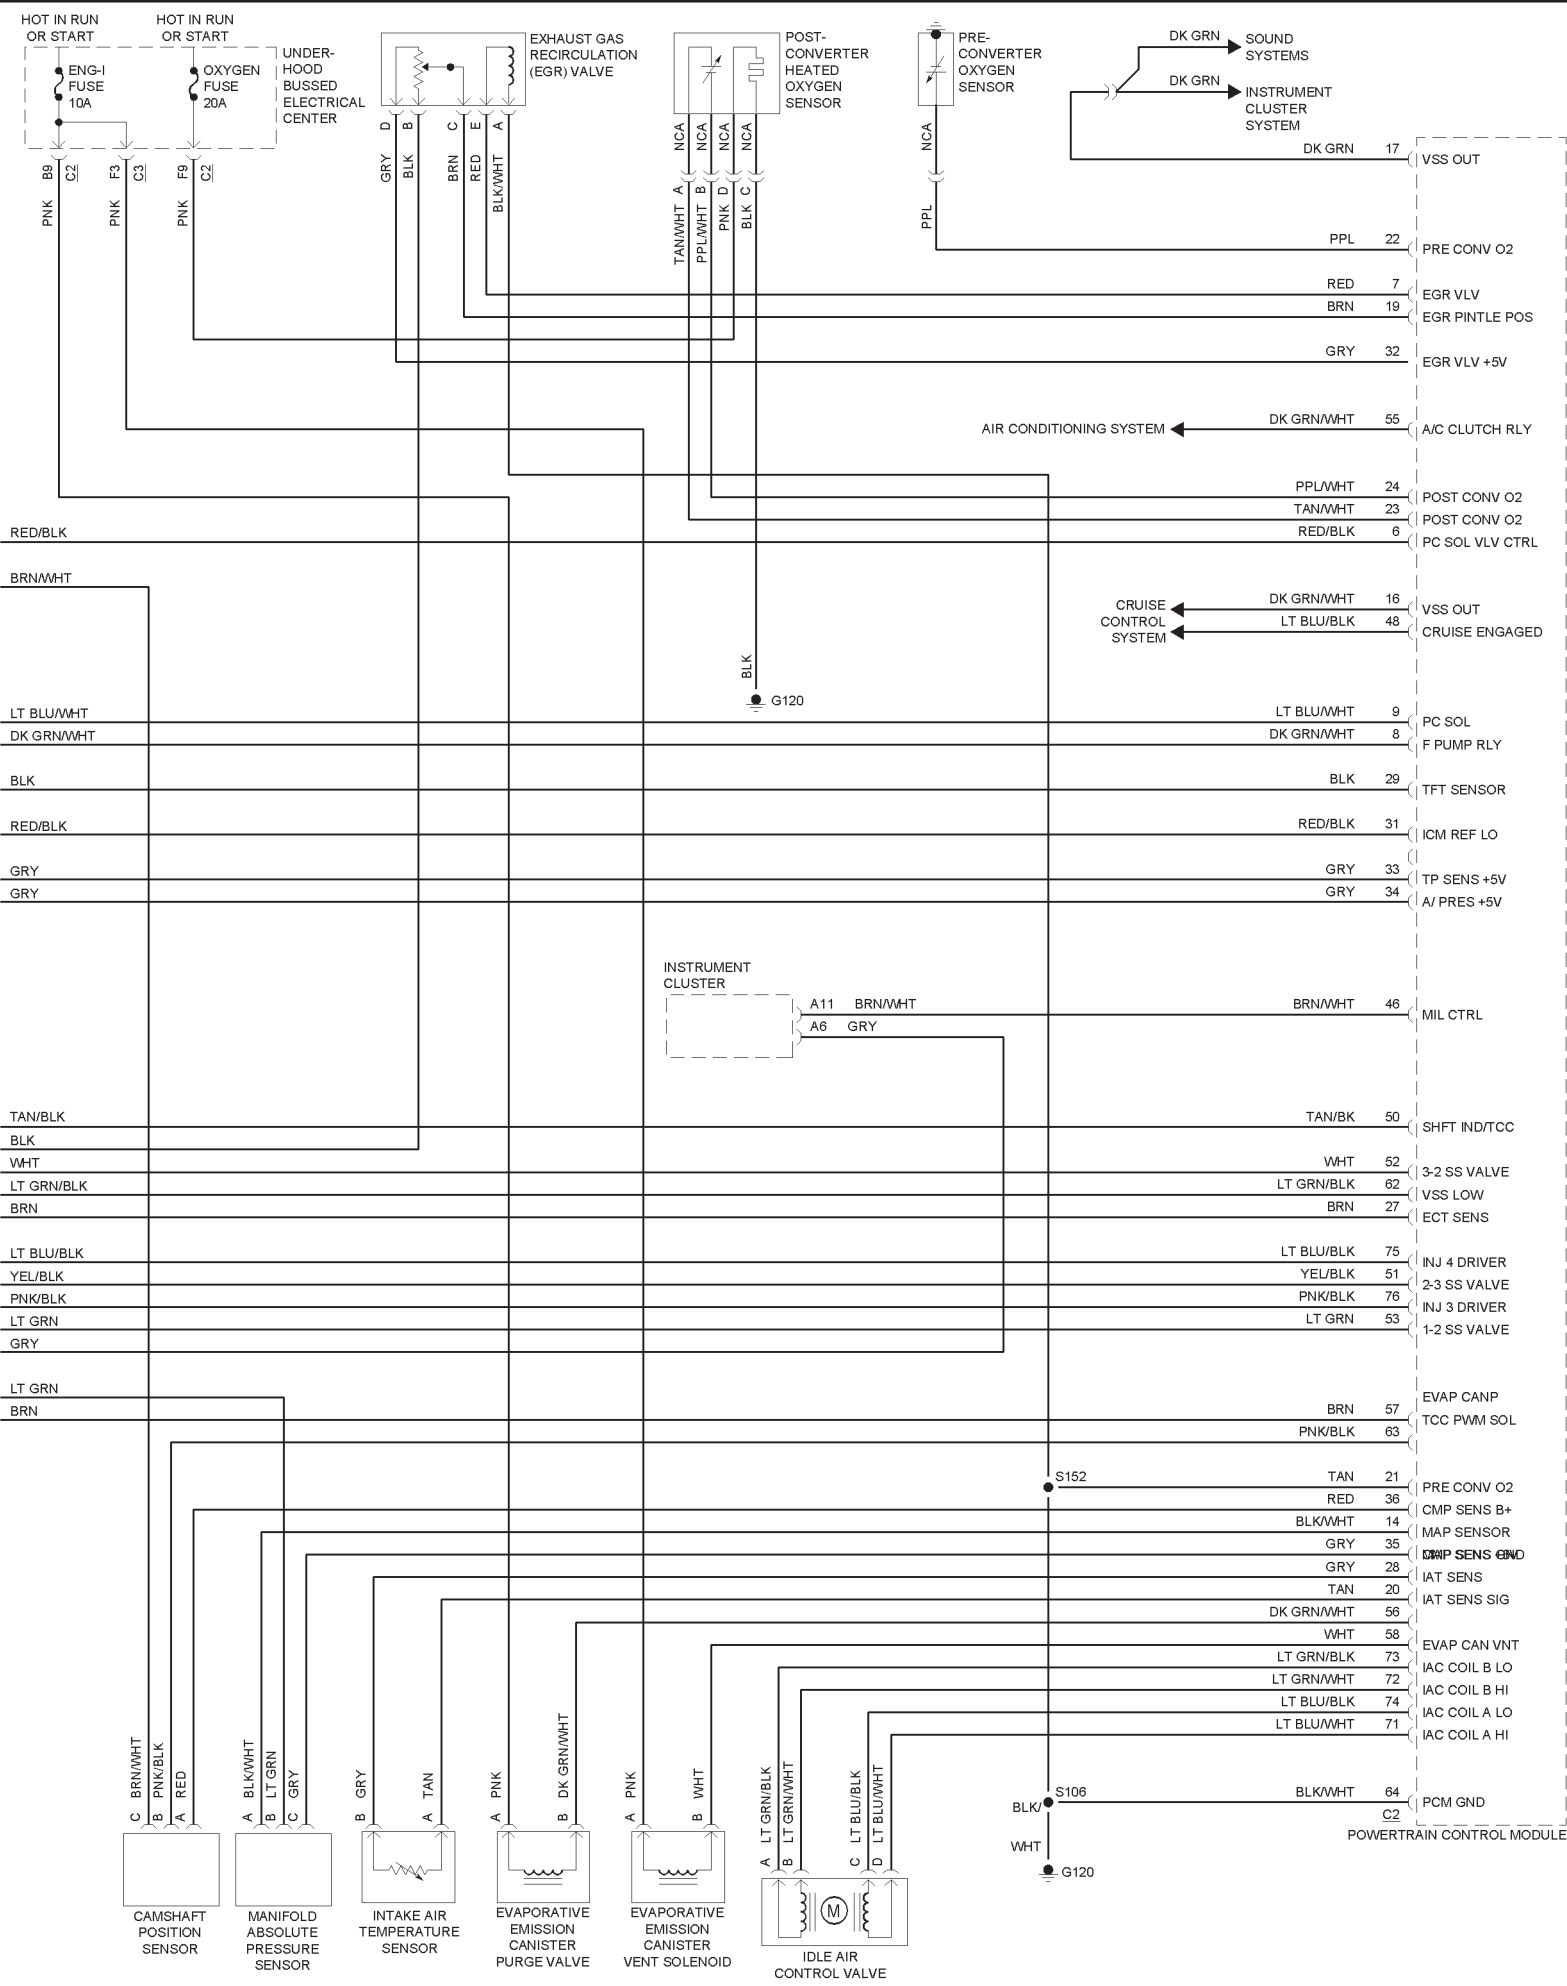 HOT IN RUN
OR START
HOT IN RUN
OR START
ENG-I
FUSE
10A
OXYGEN
FUSE
20A
UNDER-
HOOD
BUSSED
ELECTRICAL
CENTER
B9
C2
F3
C3
F9
C2
PNK
PNK
PNK
EXHAUST GAS
RECIRCULATION
(EGR) VALVE
D
B
C
E
A
GRY
BLK
BRN
RED
BLK/WHT
POST-
CONVERTER
HEATED
OXYGEN
SENSOR
NCA
NCA
NCA
NCA
A
B
D
C
TAN/WHT
PPL/WHT
PNK
BLK
PRE-
CONVERTER
OXYGEN
SENSOR
NCA
PPL
DK GRN
SOUND
SYSTEMS
DK GRN
INSTRUMENT
CLUSTER
SYSTEM
DK GRN 17 VSS OUT
PPL 22 PRE CONV O2
RED 7 EGR VLV
BRN 19 EGR PINTLE POS
GRY 32 EGR VLV +5V
AIR CONDITIONING SYSTEM DK GRN/WHT 55 A/C CLUTCH RLY
PPL/WHT 24 POST CONV O2
TAN/WHT 23 POST CONV O2
RED/BLK RED/BLK 6 PC SOL VLV CTRL
BRN/WHT
CRUISE
CONTROL
SYSTEM
DK GRN/WHT 16 VSS OUT
LT BLU/BLK 48 CRUISE ENGAGED
BLK
G120
LT BLU/WHT LT BLU/WHT 9 PC SOL
DK GRN/WHT DK GRN/WHT 8 F PUMP RLY
BLK BLK 29 TFT SENSOR
RED/BLK RED/BLK 31 ICM REF LO
GRY GRY 33 TP SENS +5V
GRY GRY 34 A/ PRES +5V
INSTRUMENT
CLUSTER
A11 BRN/WHT BRN/WHT 46 MIL CTRL
A6 GRY
TAN/BLK TAN/BK 50 SHFT IND/TCC
BLK
WHT WHT 52 3-2 SS VALVE
LT GRN/BLK LT GRN/BLK 62 VSS LOW
BRN BRN 27 ECT SENS
LT BLU/BLK LT BLU/BLK 75 INJ 4 DRIVER
YEL/BLK YEL/BLK 51 2-3 SS VALVE
PNK/BLK PNK/BLK 76 INJ 3 DRIVER
LT GRN LT GRN 53 1-2 SS VALVE
GRY
LT GRN EVAP CANP
BRN BRN 57 TCC PWM SOL
PNK/BLK 63
S152 TAN 21 PRE CONV O2
RED 36 CMP SENS B+
BLK/WHT 14 MAP SENSOR
GRY 35
GRY 28 IAT SENS
TAN 20 IAT SENS SIG
DK GRN/WHT 56
WHT 58 EVAP CAN VNT
LT GRN/BLK 73 IAC COIL B LO
LT GRN/WHT 72 IAC COIL B HI
LT BLU/BLK 74 IAC COIL A LO
LT BLU/WHT 71 IAC COIL A HI
S106 BLK/WHT 64 PCM GND
C2
POWERTRAIN CONTROL MODULE
BLK/
WHT
G120
C BRN/WHT
B PNK/BLK
A RED
CAMSHAFT
POSITION
SENSOR
A BLK/WHT
B LT GRN
C GRY
MANIFOLD
ABSOLUTE
PRESSURE
SENSOR
B GRY
A TAN
INTAKE AIR
TEMPERATURE
SENSOR
A PNK
B DK GRN/WHT
EVAPORATIVE
EMISSION
CANISTER
PURGE VALVE
A PNK
B WHT
EVAPORATIVE
EMISSION
CANISTER
VENT SOLENOID
A LT GRN/BLK
B LT GRN/WHT
C LT BLU/BLK
D LT BLU/WHT
M
IDLE AIR
CONTROL VALVE